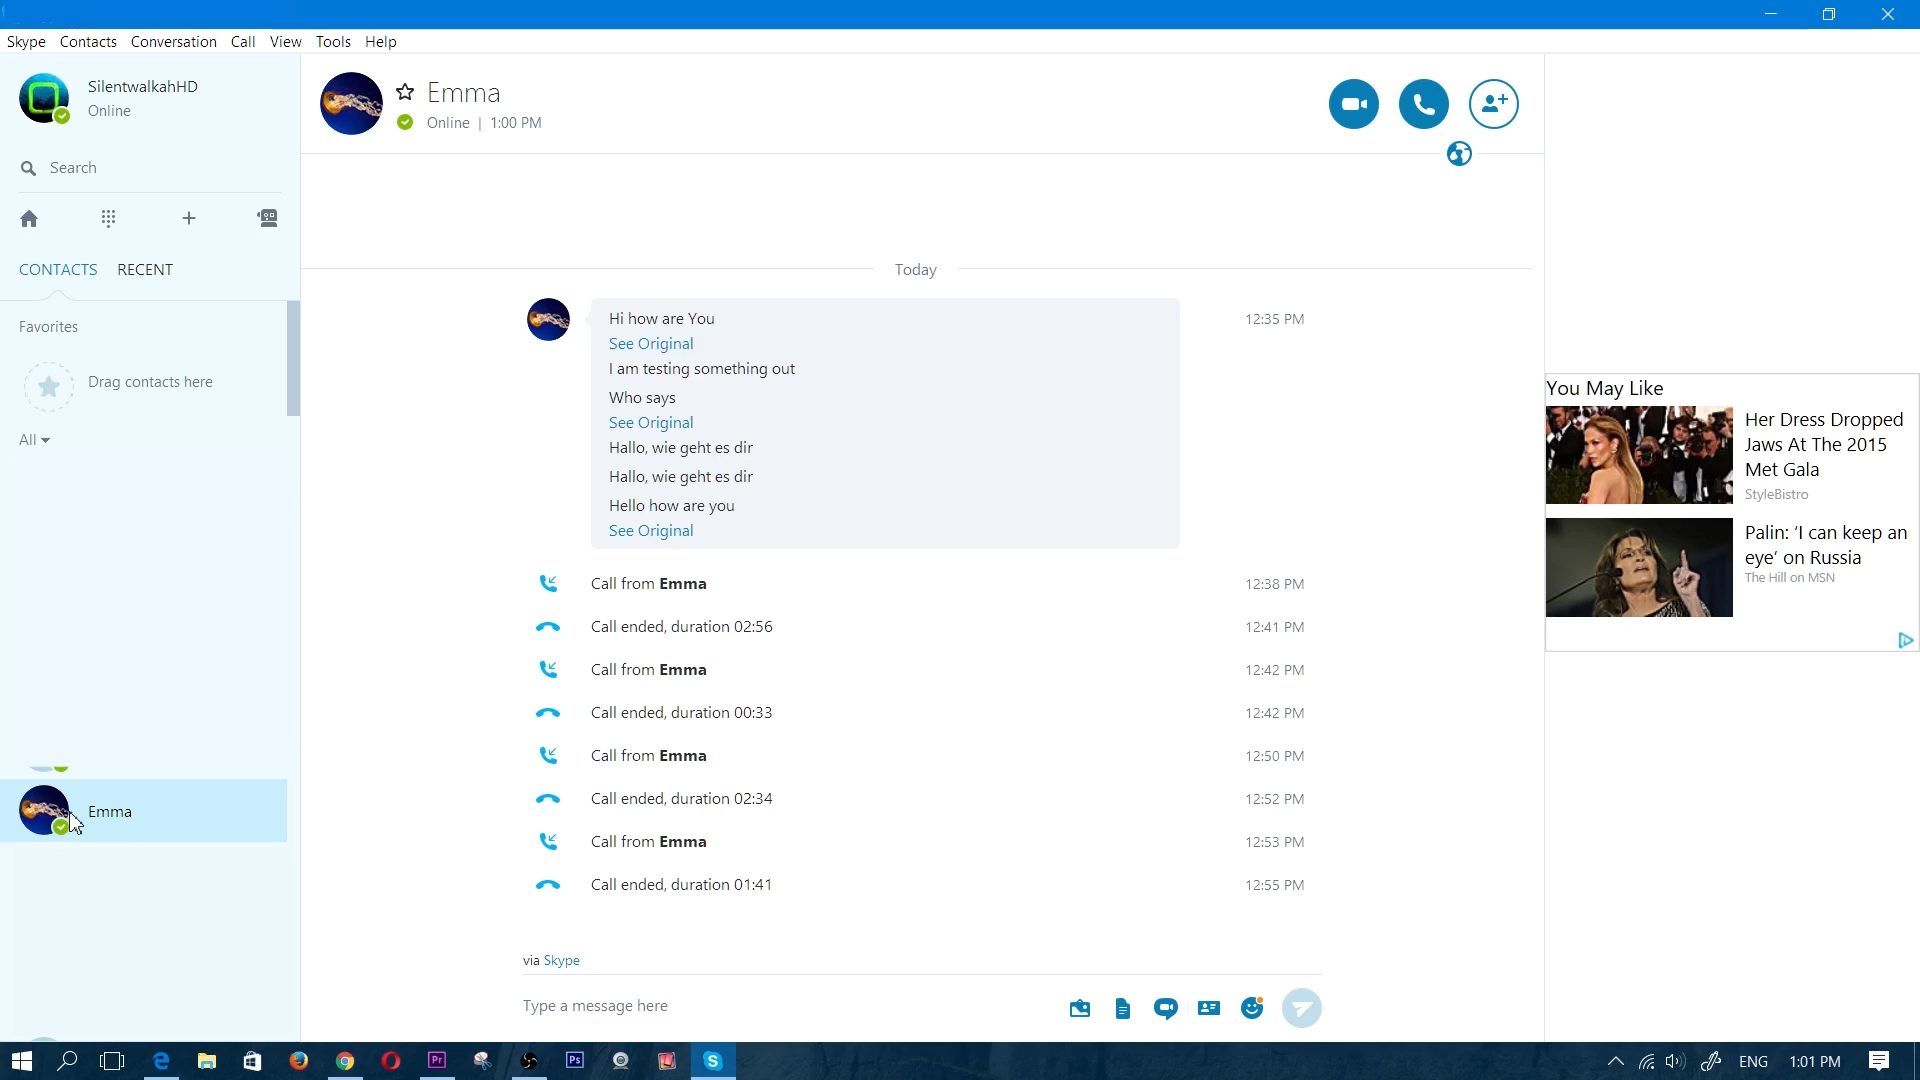 Skype Contacts Conversation Call View Tools Help
SilentwalkahHD
Online
Search
CONTACTS RECENT
Favorites
Drag contacts here
All
Emma
Emma
Online | 1:00 PM
Today
Hi how are You
12:35 PM
See Original
I am testing something out
Who says
See Original
Hallo, wie geht es dir
Hallo, wie geht es dir
Hello how are you
See Original
Call from Emma 12:38 PM
Call ended, duration 02:56 12:41 PM
Call from Emma 12:42 PM
Call ended, duration 00:33 12:42 PM
Call from Emma 12:50 PM
Call ended, duration 02:34 12:52 PM
Call from Emma 12:53 PM
Call ended, duration 01:41 12:55 PM
via Skype
Type a message here
You May Like
Her Dress Dropped
Jaws At The 2015
Met Gala
StyleBistro
Palin: ‘I can keep an
eye’ on Russia
The Hill on MSN
Pr
Ps
ENG 1:01 PM